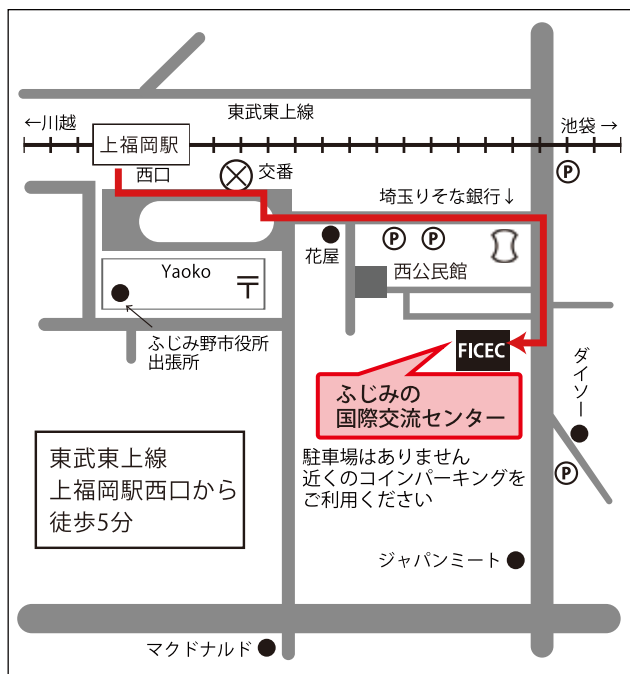 東武東上線
←川越
池袋→
上福岡駅
西口
交番
P
埼玉りそな銀行↓
花屋
P
P
西公民館
Yaoko
〒
ふじみ野市役所
出張所
FICEC
ダイソー
ふじみの
国際交流センター
東武東上線
上福岡駅西口から
徒歩5分
駐車場はありません
近くのコインパーキングを
ご利用ください
P
ジャパンミート
マクドナルド